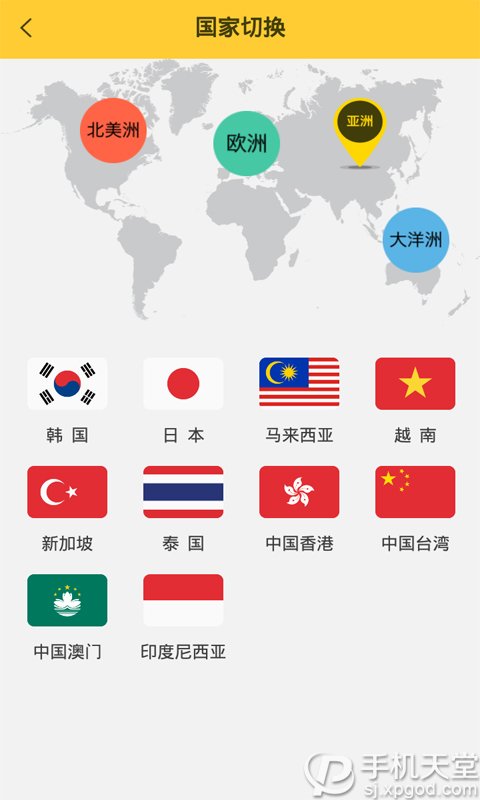 国家切换
北美洲
欧洲
亚洲
大洋洲
韩 国
日 本
马来西亚
越 南
新加坡
泰 国
中国香港
中国台湾
中国澳门
印度尼西亚
手机天堂
sj.xpgod.com